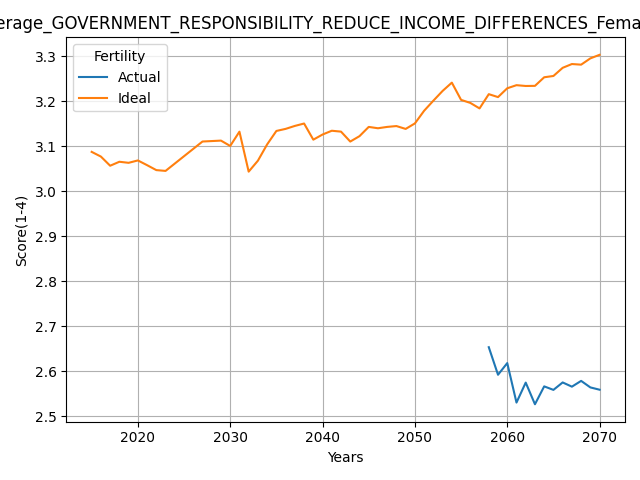 erage_GOVERNMENT_RESPONSIBILITY_REDUCE_INCOME_DIFFERENCES_Fema
Fertility
Actual
Ideal
Score(1-4)
3.3
3.2
3.1
3.0
2.9
2.8
2.7
2.6
2.5
2020
2030
2040
2050
2060
2070
Years